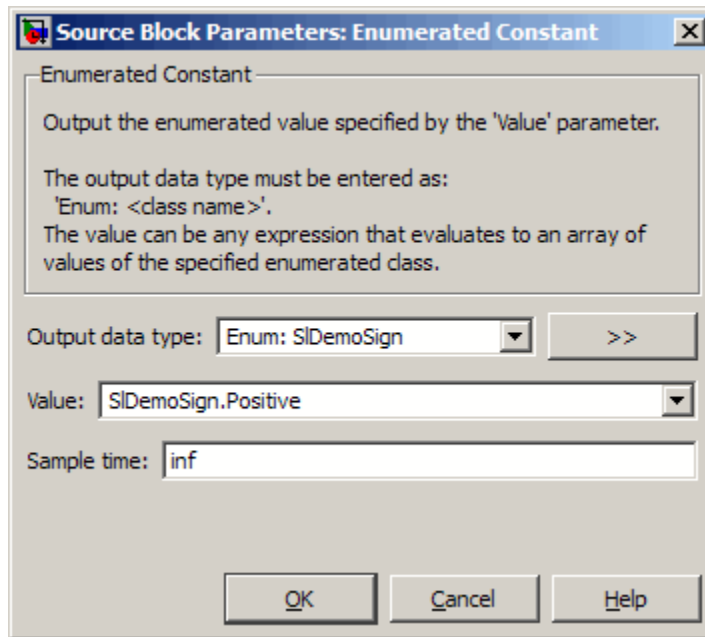 Source Block Parameters: Enumerated Constant
Enumerated Constant
Output the enumerated value specified by the 'Value' parameter.
The output data type must be entered as:
'Enum: <class name>'.
The value can be any expression that evaluates to an array of
values of the specified enumerated class.
Output data type: Enum: SlDemoSign >>
Value: SlDemoSign.Positive
Sample time: inf
OK Cancel Help